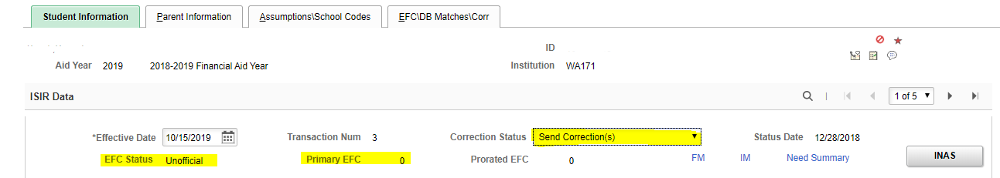 Student Information Parent Information Assumptions\School Codes EFC\DB Matches\Corr
ID
Aid Year 2019 2018-2019 Financial Aid Year Institution WA171
ISIR Data 1 of 5
*Effective Date 10/15/2019 Transaction Num 3 Correction Status Send Correction(s) Status Date 12/28/2018
EFC Status Unofficial Primary EFC 0 Prorated EFC 0 FM IM Need Summary INAS